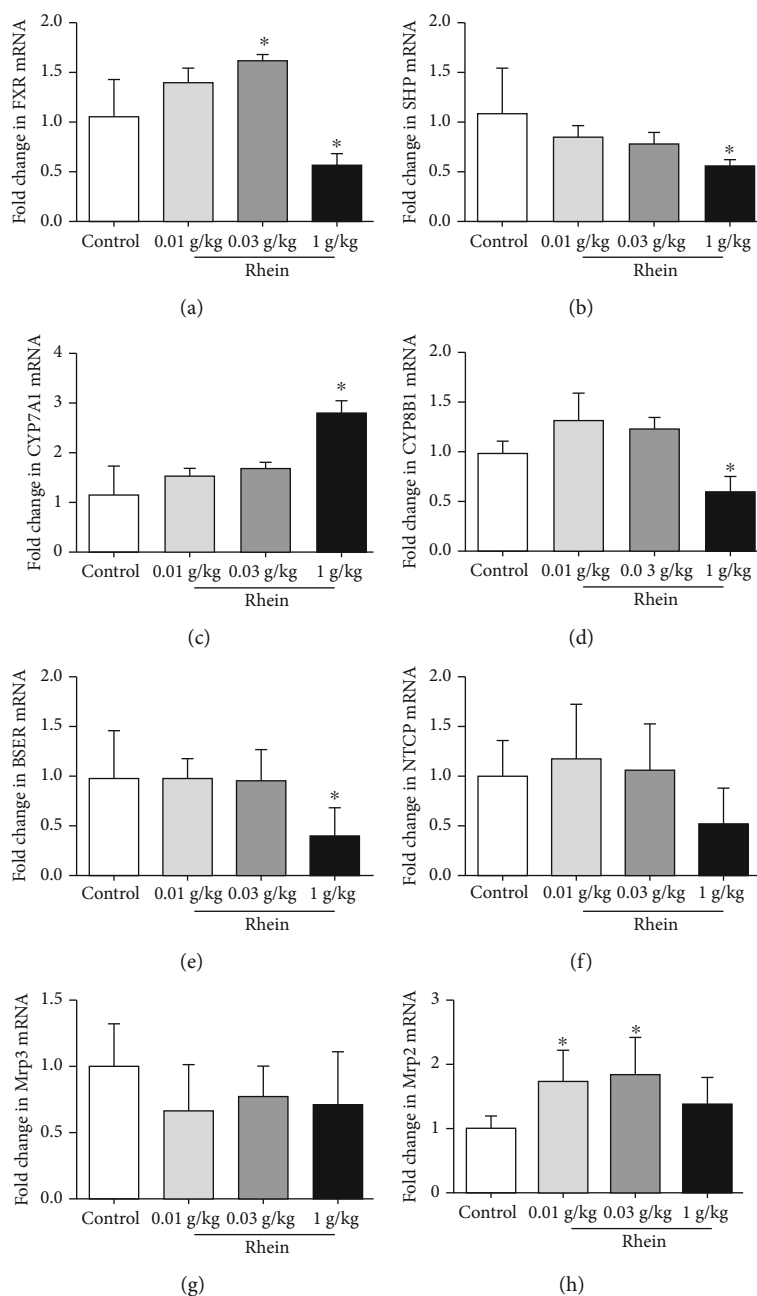 Fold change in FXR mRNA
2.0
1.5
1.0
0.5
0.0
*
*
Control 0.01 g/kg 0.03 g/kg 1 g/kg
Rhein
(a)
Fold change in SHP mRNA
2.0
1.5
1.0
0.5
0.0
*
Control 0.01 g/kg 0.03 g/kg 1 g/kg
Rhein
(b)
Fold change in CYP7A1 mRNA
4
3
2
1
0
*
Control 0.01 g/kg 0.03 g/kg 1 g/kg
Rhein
(c)
Fold change in CYP8B1 mRNA
2.0
1.5
1.0
0.5
0.0
*
Control 0.01 g/kg 0.0 3 g/kg 1 g/kg
Rhein
(d)
Fold change in BSER mRNA
2.0
1.5
1.0
0.5
0.0
*
Control 0.01 g/kg 0.03 g/kg 1 g/kg
Rhein
(e)
Fold change in NTCP mRNA
2.0
1.5
1.0
0.5
0.0
Control 0.01 g/kg 0.03 g/kg 1 g/kg
Rhein
(f)
Fold change in Mrp3 mRNA
1.5
1.0
0.5
0.0
Control 0.01 g/kg 0.03 g/kg 1 g/kg
Rhein
(g)
Fold change in Mrp2 mRNA
3
2
1
0
*
*
Control 0.01 g/kg 0.03 g/kg 1 g/kg
Rhein
(h)